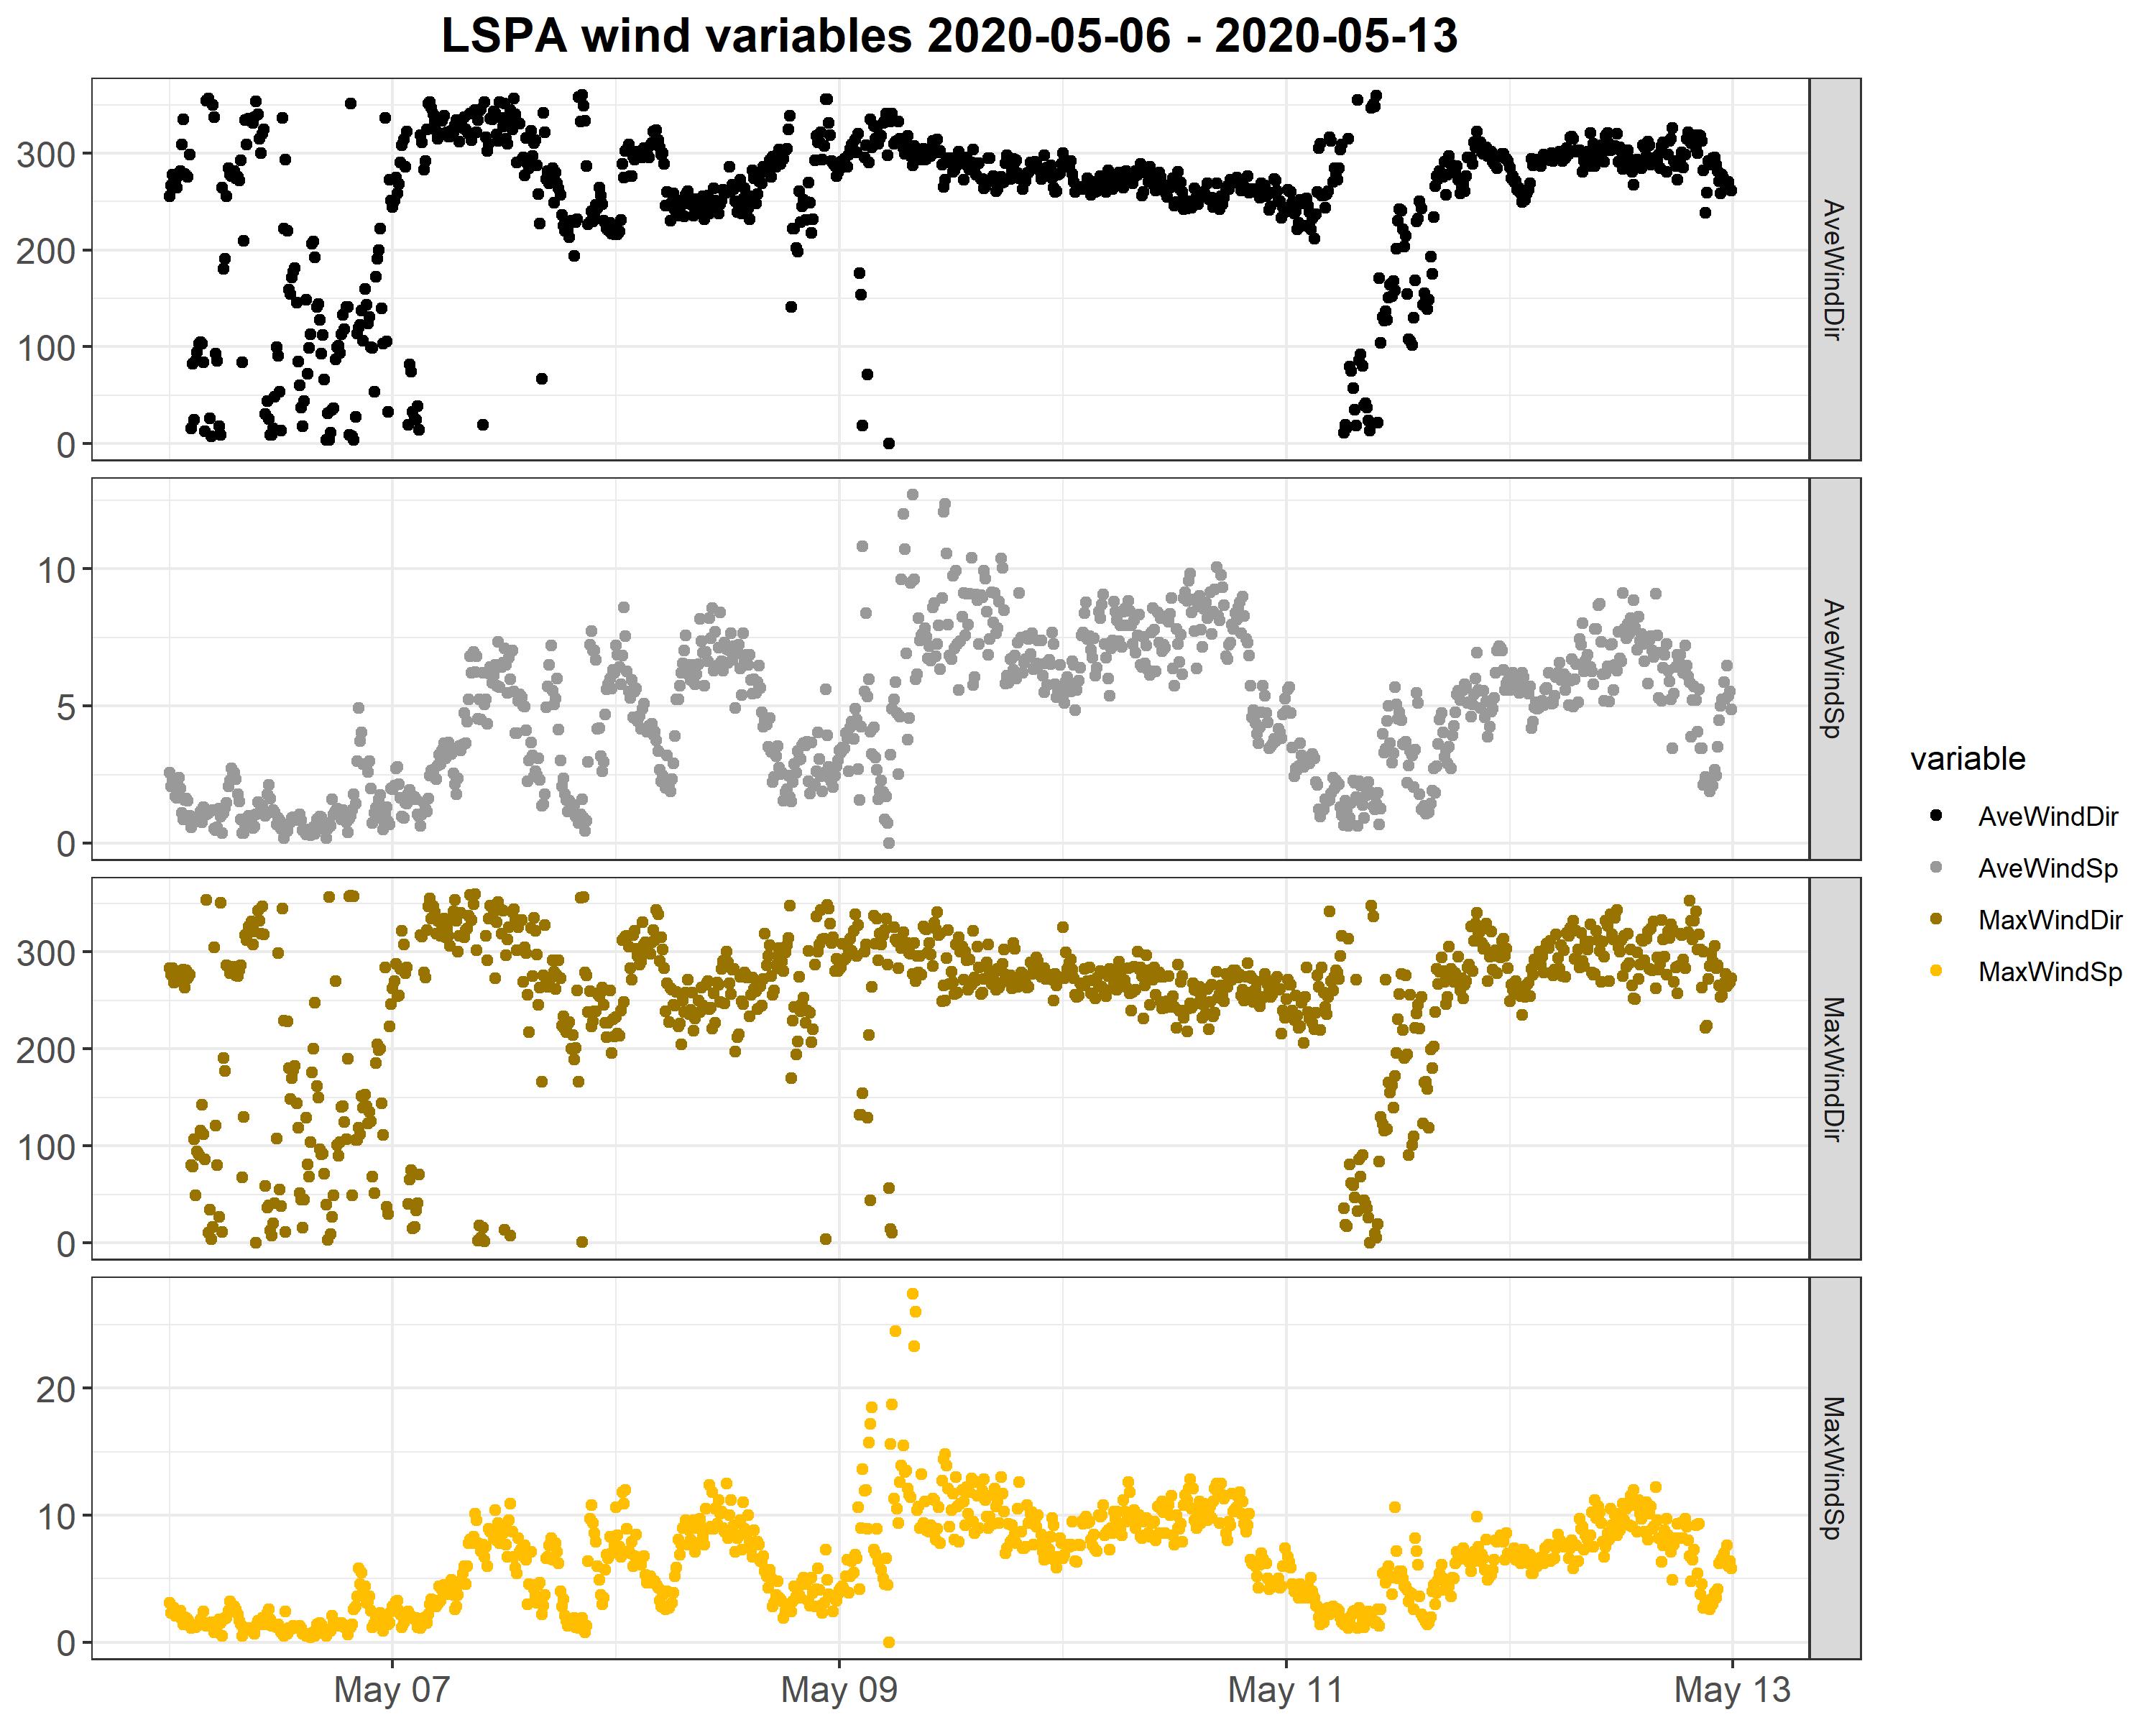 LSPA wind variables 2020-05-06 - 2020-05-13
300
200
100
0
AveWindDir
10
5
0
AveWindSp
300
200
100
0
MaxWindDir
20
10
0
MaxWindSp
May 07
May 09
May 11
May 13
variable
AveWindDir
AveWindSp
MaxWindDir
MaxWindSp